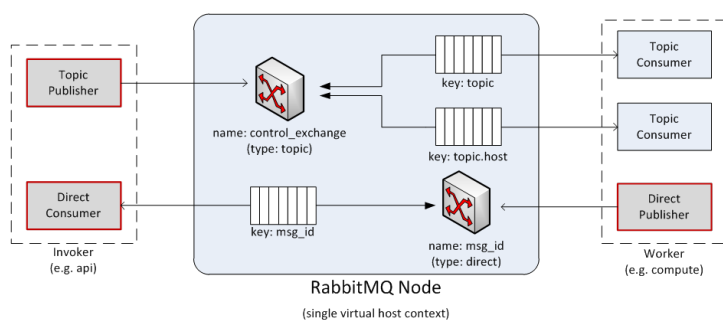 Topic
Publisher
name: control_exchange
(type: topic)
key: topic
Topic
Consumer
key: topic.host
Topic
Consumer
Direct
Consumer
key: msg_id
name: msg_id
(type: direct)
Direct
Publisher
Invoker
(e.g. api)
Worker
(e.g. compute)
RabbitMQ Node
(single virtual host context)